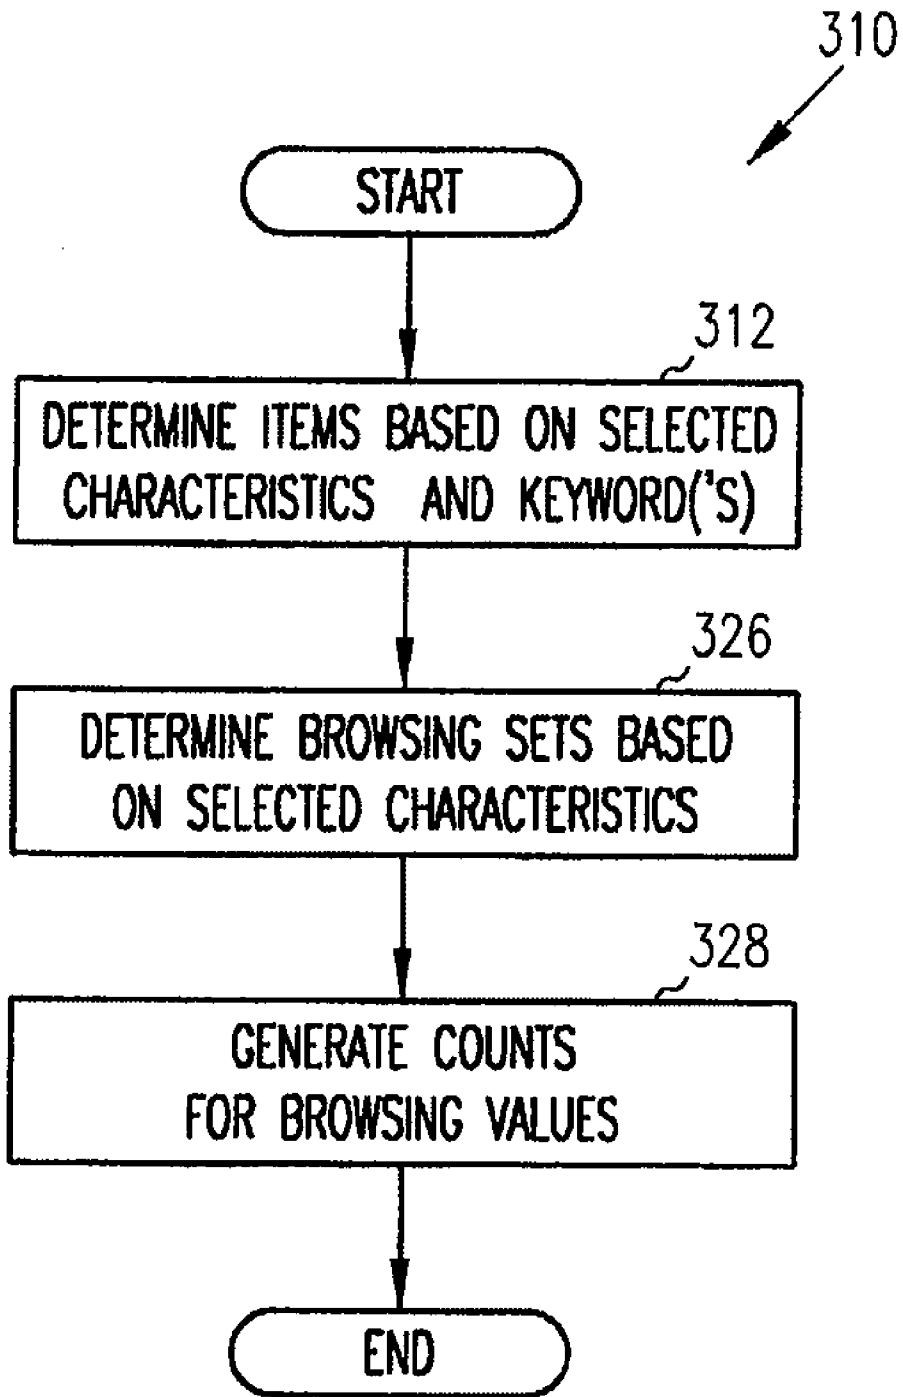 310
START
312
DETERMINE ITEMS BASED ON SELECTED
CHARACTERISTICS AND KEYWORD('S)
326
DETERMINE BROWSING SETS BASED
ON SELECTED CHARACTERISTICS
328
GENERATE COUNTS
FOR BROWSING VALUES
END